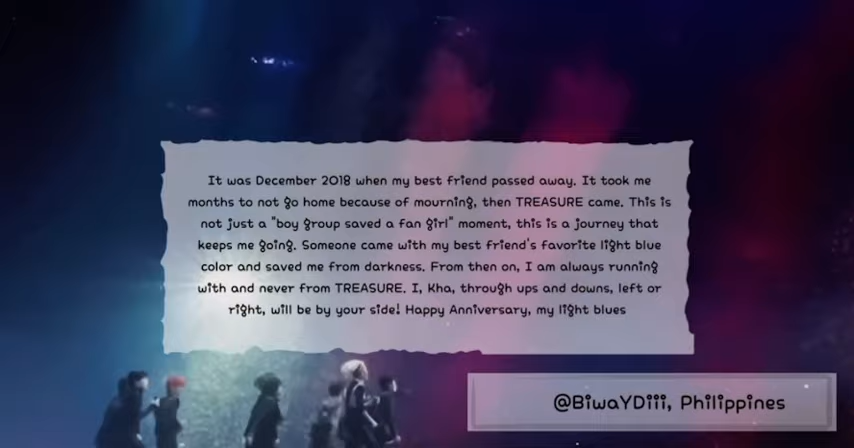 It was December 2018 when my best friend passed away. It took me
months to not go home because of mourning, then TREASURE came. This is
not just a "boy group saved a fan girl" moment, this is a journey that
keeps me going. Someone came with my best friend's favorite light blue
color and saved me from darkness. From then on, I am always running
with and never from TREASURE. I, Kha, through ups and downs, left or
right, will be by your side! Happy Anniversary, my light blues
@BiwaYDiii, Philippines